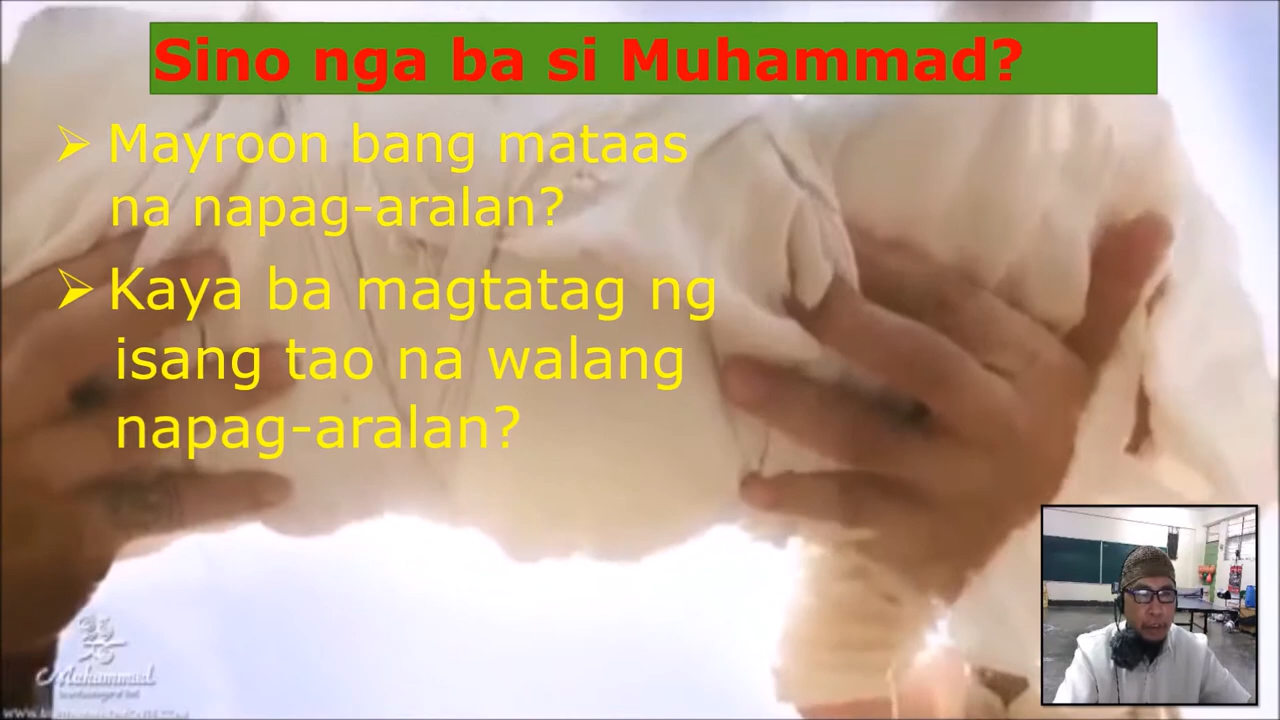 Sino nga ba si Muhammad?
Mayroon bang mataas
na napag-aralan?
Kaya ba magtatag ng
isang tao na walang
napag-aralan?
Muhammad